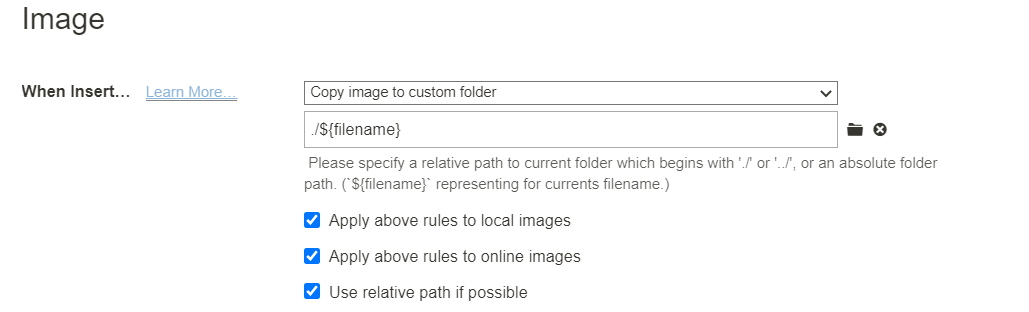 Image
When Insert... Learn More...
Copy image to custom folder
./${filename}
Please specify a relative path to current folder which begins with './' or '../', or an absolute folder
path. (`${filename}` representing for currents filename.)
Apply above rules to local images
Apply above rules to online images
Use relative path if possible